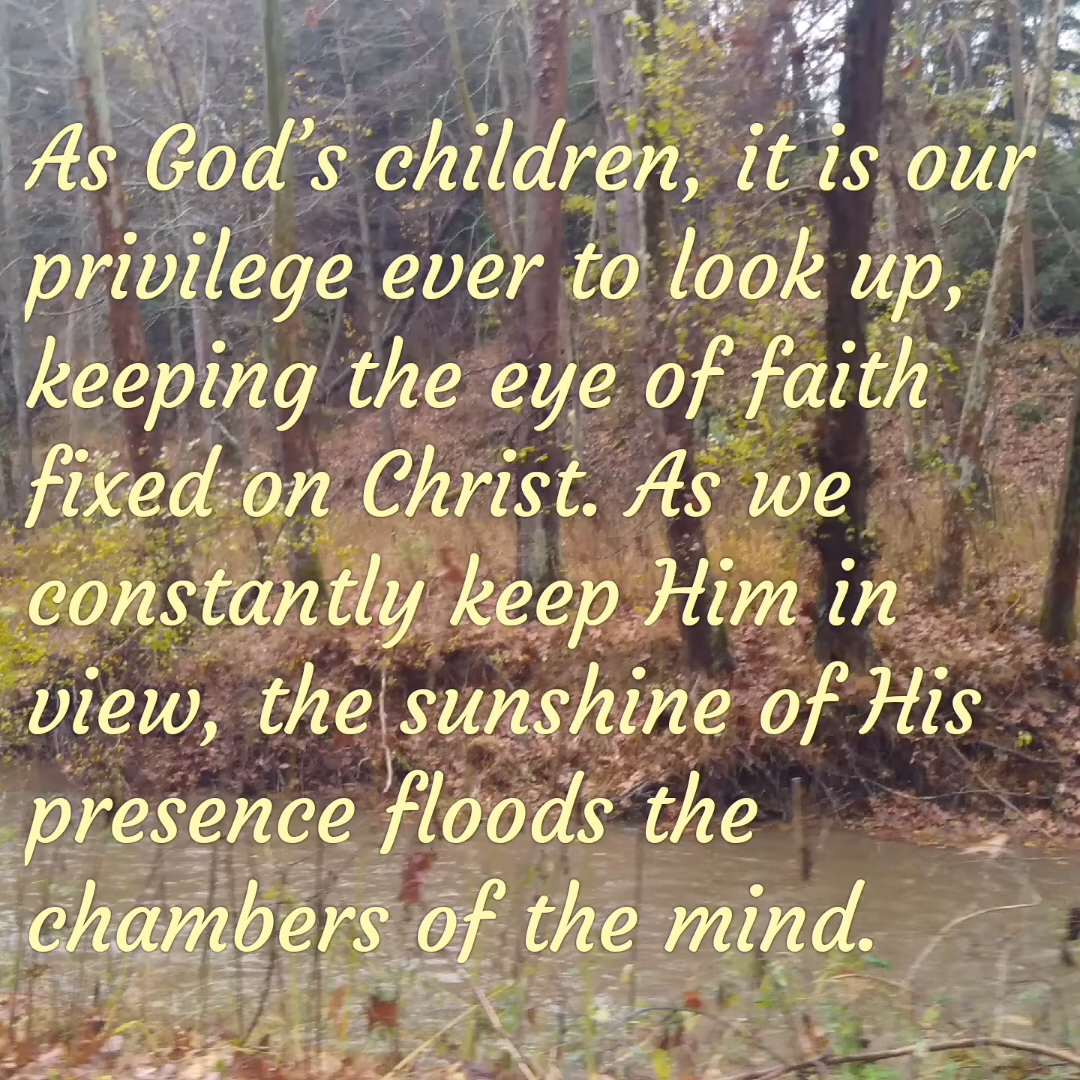 As God’s children, it is our
privilege ever to look up,
keeping the eye of faith
fixed on Christ. As we
constantly keep Him in
view, the sunshine of His
presence floods the
chambers of the mind.